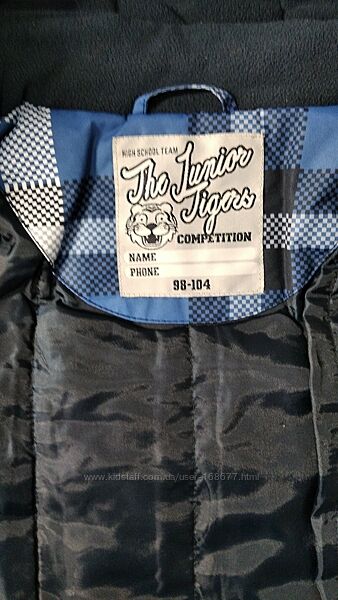 HIGH SCHOOL TEAM
The Junior
Tigers
COMPETITION
NAME
PHONE
98-104
www.kidstaff.com.ua/user-168677.html